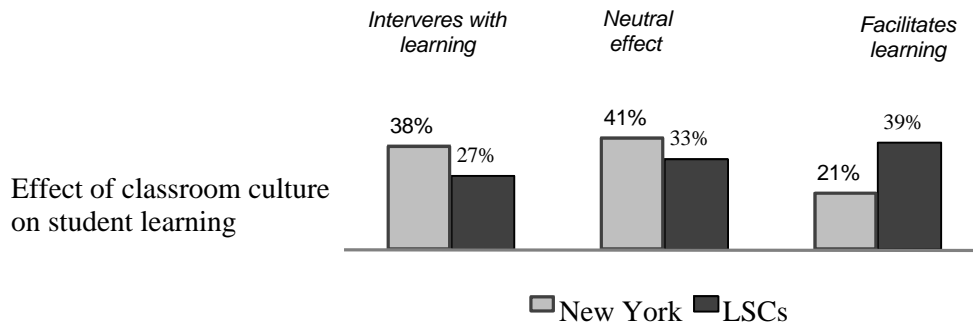 Interveres with
learning
Neutral
effect
Facilitates
learning
38%
27%
41%
33%
21%
39%
Effect of classroom culture
on student learning
New York LSCs